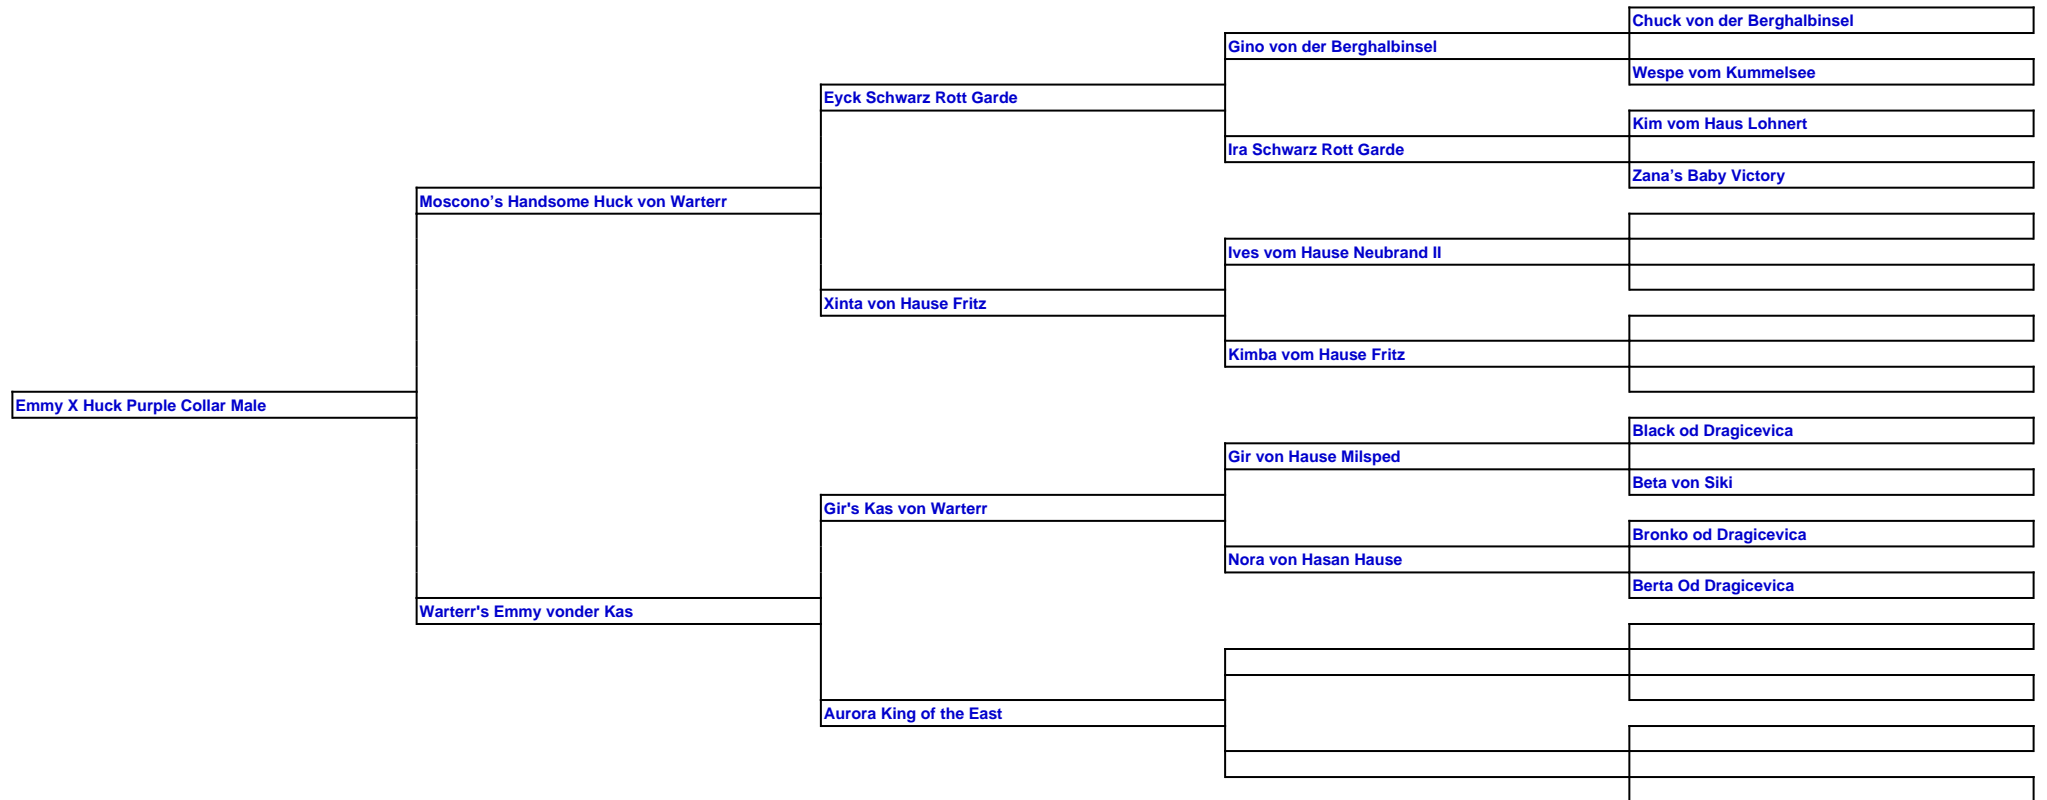 Chuck von der Berghalbinsel
Gino von der Berghalbinsel
Wespe vom Kummelsee
Eyck Schwarz Rott Garde
Kim vom Haus Lohnert
Ira Schwarz Rott Garde
Zana’s Baby Victory
Moscono’s Handsome Huck von Warterr
Ives vom Hause Neubrand II
Xinta von Hause Fritz
Kimba vom Hause Fritz
Emmy X Huck Purple Collar Male
Black od Dragicevica
Gir von Hause Milsped
Beta von Siki
Gir's Kas von Warterr
Bronko od Dragicevica
Nora von Hasan Hause
Berta Od Dragicevica
Warterr's Emmy vonder Kas
Aurora King of the East